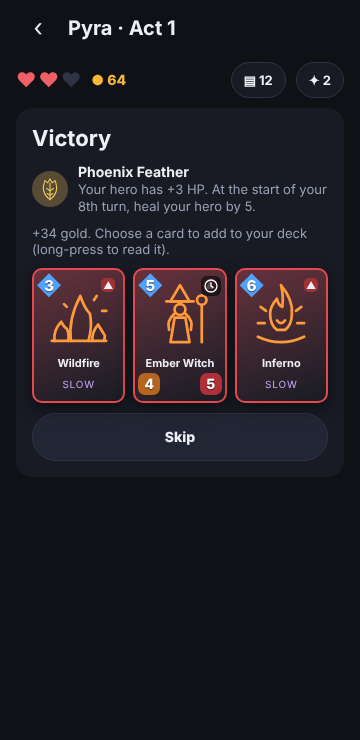 Pyra · Act 1
64
12
2
Victory
Phoenix Feather
Your hero has +3 HP. At the start of your
8th turn, heal your hero by 5.
+34 gold. Choose a card to add to your deck
(long-press to read it).
3
5
6
Wildfire
Ember Witch
Inferno
SLOW
4
5
SLOW
Skip